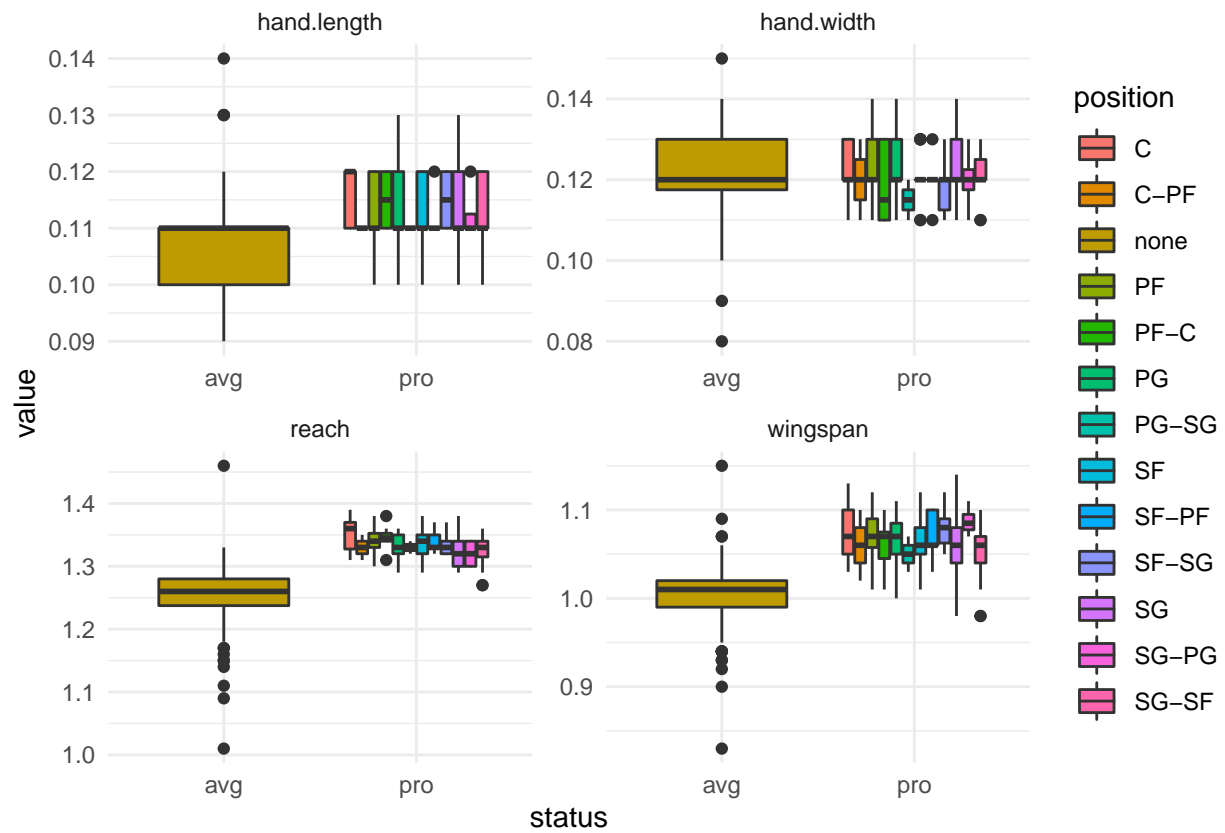 hand.length
hand.width
0.14
0.13
0.12
0.11
0.10
0.09
avg
pro
0.14
0.12
0.10
0.08
avg
pro
reach
wingspan
1.4
1.3
1.2
1.1
1.0
avg
pro
1.1
1.0
0.9
avg
pro
value
status
position
C
C−PF
none
PF
PF−C
PG
PG−SG
SF
SF−PF
SF−SG
SG
SG−PG
SG−SF